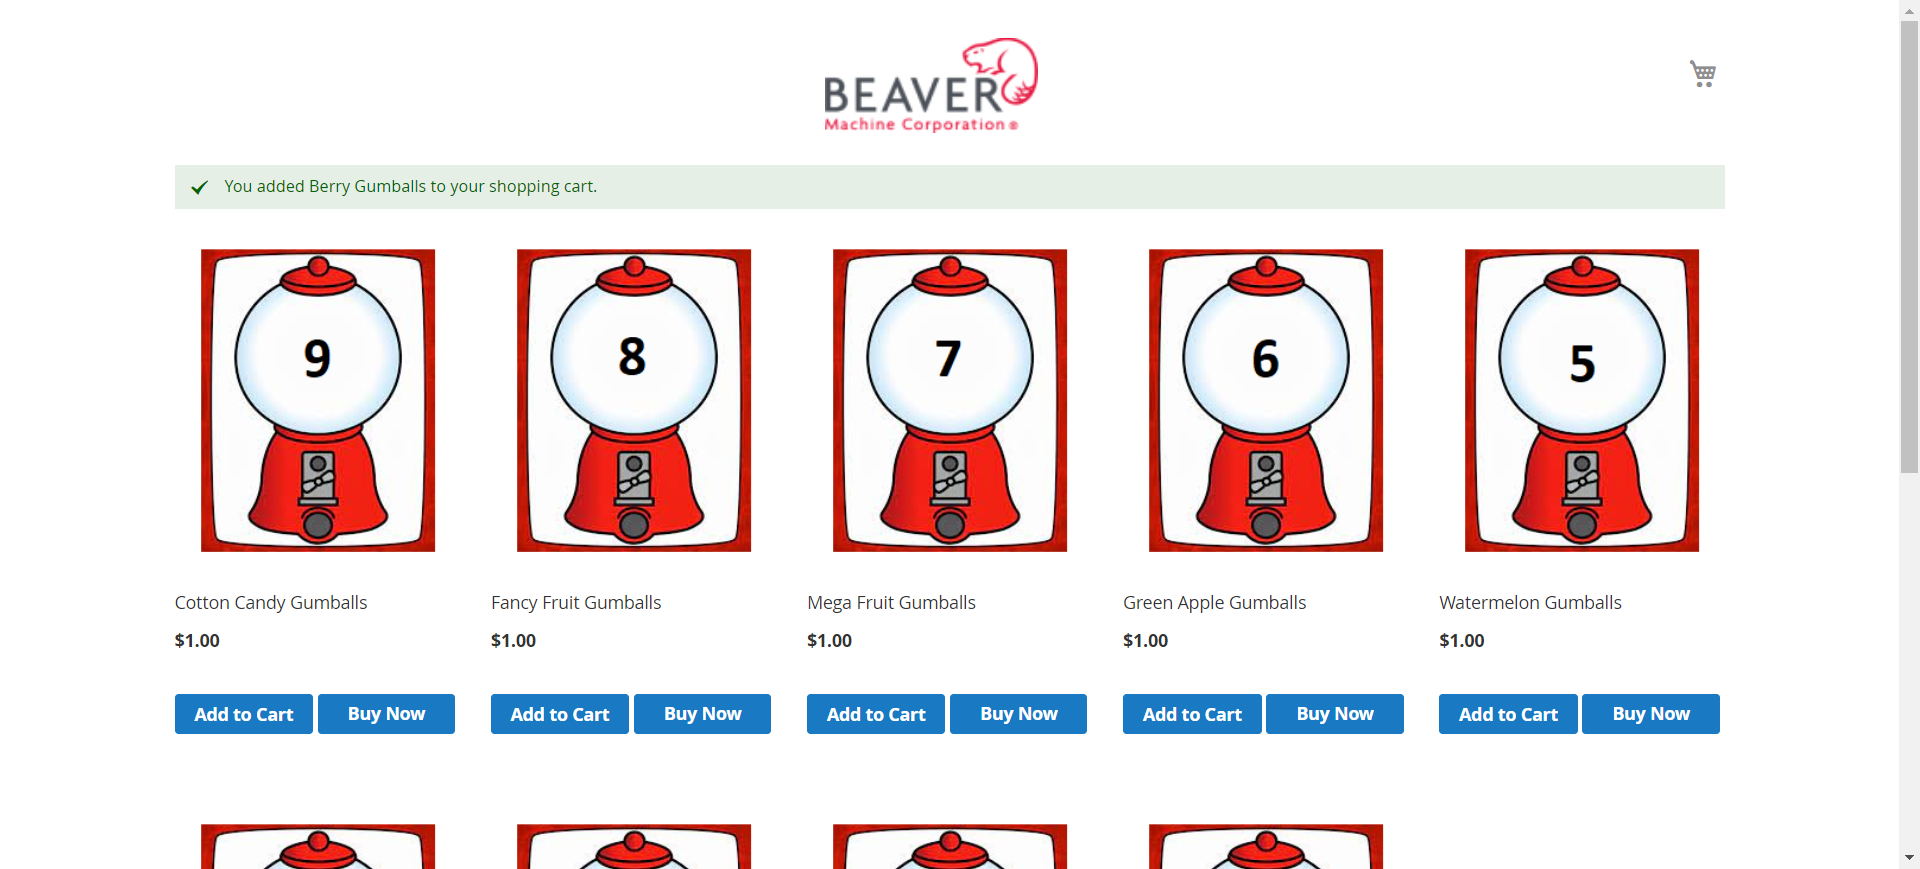 BEAVER
Machine Corporation ®
You added Berry Gumballs to your shopping cart.
9 8 7 6 5
Cotton Candy Gumballs Fancy Fruit Gumballs Mega Fruit Gumballs Green Apple Gumballs Watermelon Gumballs
$1.00 $1.00 $1.00 $1.00 $1.00
Add to Cart Buy Now Add to Cart Buy Now Add to Cart Buy Now Add to Cart Buy Now Add to Cart Buy Now